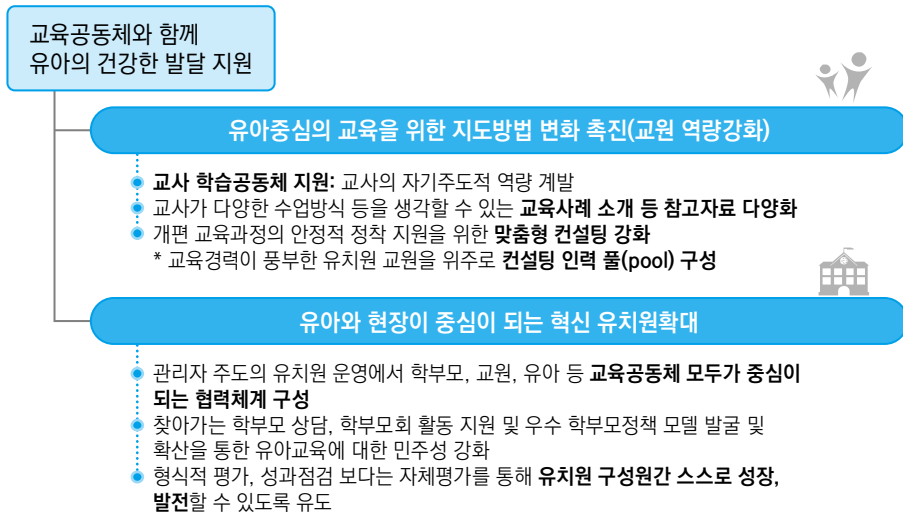 교육공동체와 함께
유아의 건강한 발달 지원
유아중심의 교육을 위한 지도방법 변화 촉진(교원 역량강화)
교사 학습공동체 지원: 교사의 자기주도적 역량 계발
교사가 다양한 수업방식 등을 생각할 수 있는 교육사례 소개 등 참고자료 다양화
개편 교육과정의 안정적 정착 지원을 위한 맞춤형 컨설팅 강화
* 교육경력이 풍부한 유치원 교원을 위주로 컨설팅 인력 풀(pool) 구성
유아와 현장이 중심이 되는 혁신 유치원확대
관리자 주도의 유치원 운영에서 학부모, 교원, 유아 등 교육공동체 모두가 중심이
되는 협력체계 구성
찾아가는 학부모 상담, 학부모회 활동 지원 및 우수 학부모정책 모델 발굴 및
확산을 통한 유아교육에 대한 민주성 강화
형식적 평가, 성과점검 보다는 자체평가를 통해 유치원 구성원간 스스로 성장,
발전할 수 있도록 유도